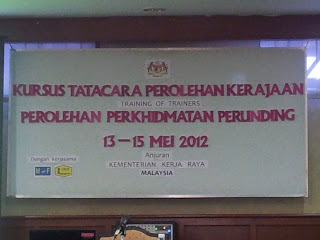 KURSUS TATACARA PEROLEHAN KERAJAAN
TRAINING OF TRAINERS
PEROLEHAN PERKHIDMATAN PERUNDING
13 – 15 MEI 2012
Dengan Kerjasama
Anjuran
KEMENTERIAN KERJA RAYA
MALAYSIA